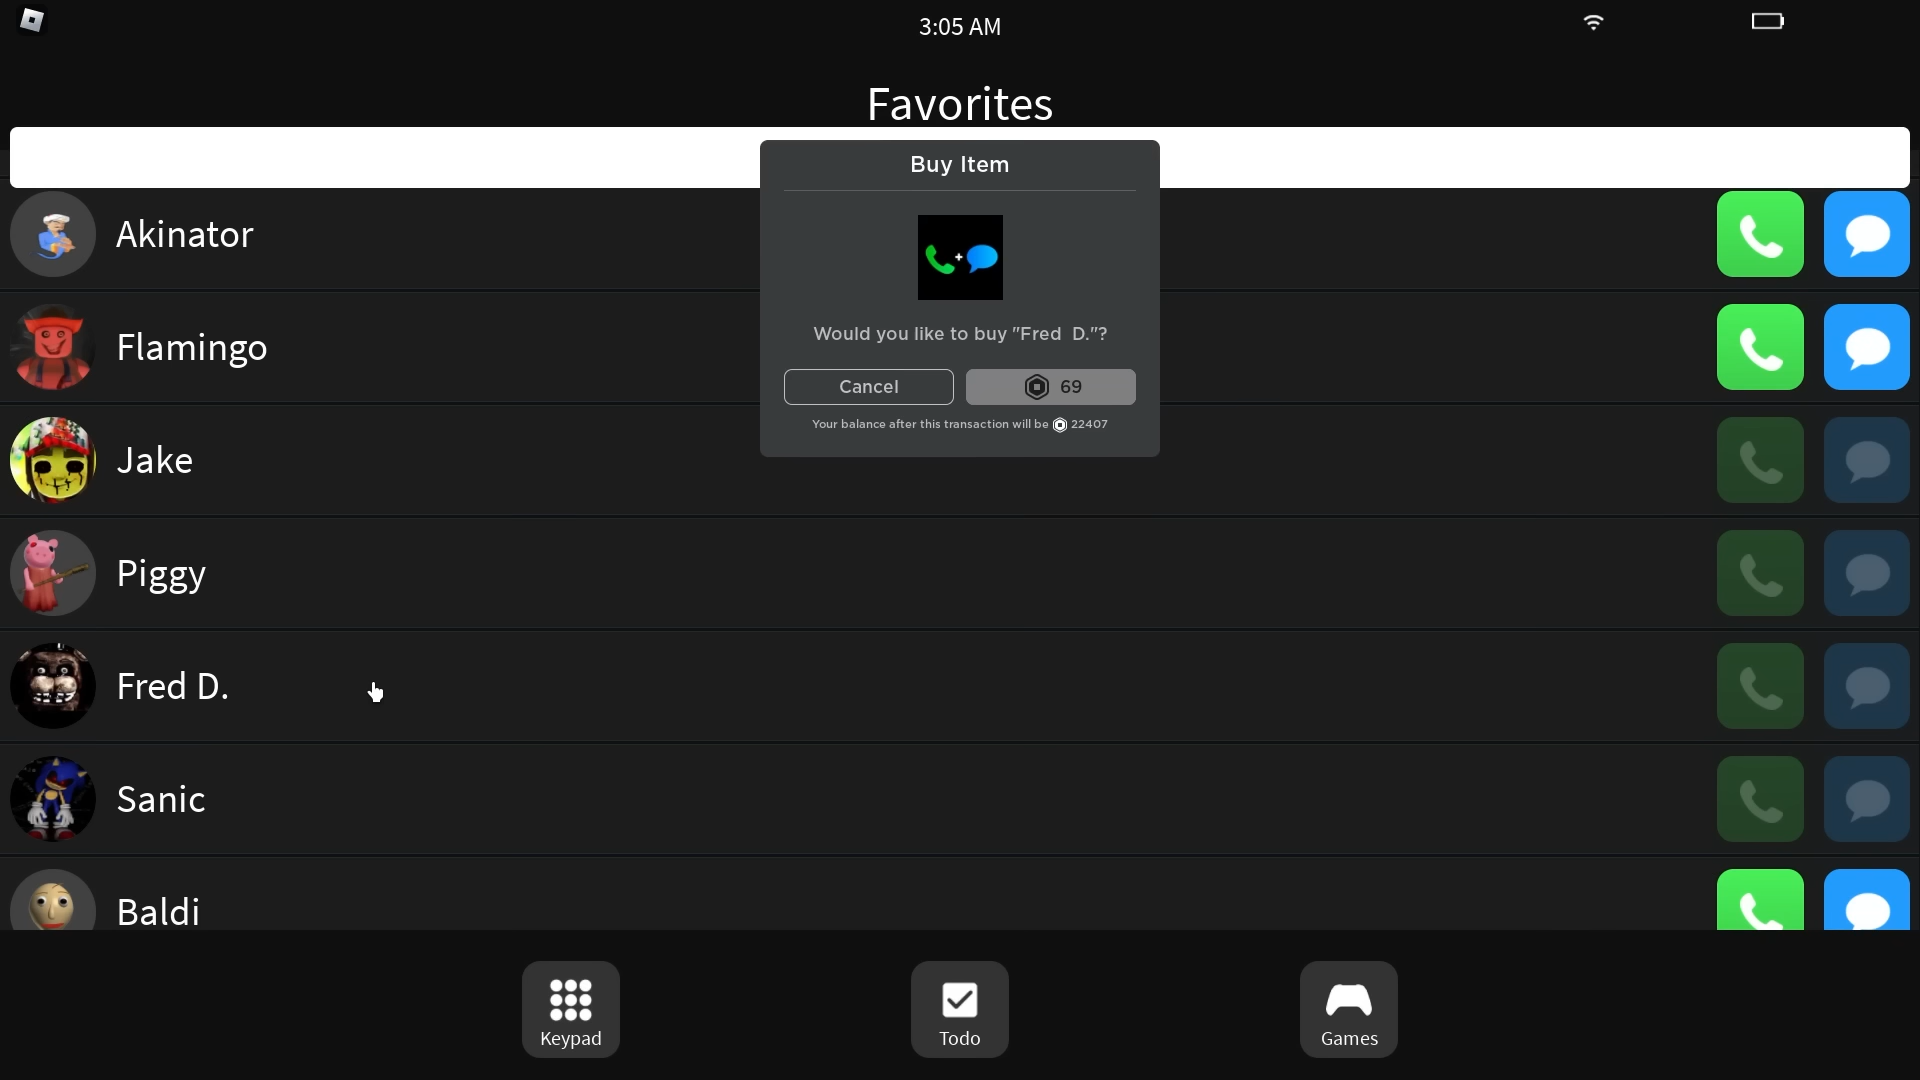 3:05 AM
Favorites
Buy Item
Would you like to buy "Fred  D."?
Cancel
69
Your balance after this transaction will be 22407
Akinator
Flamingo
Jake
Piggy
Fred D.
Sanic
Baldi
Keypad
Todo
Games